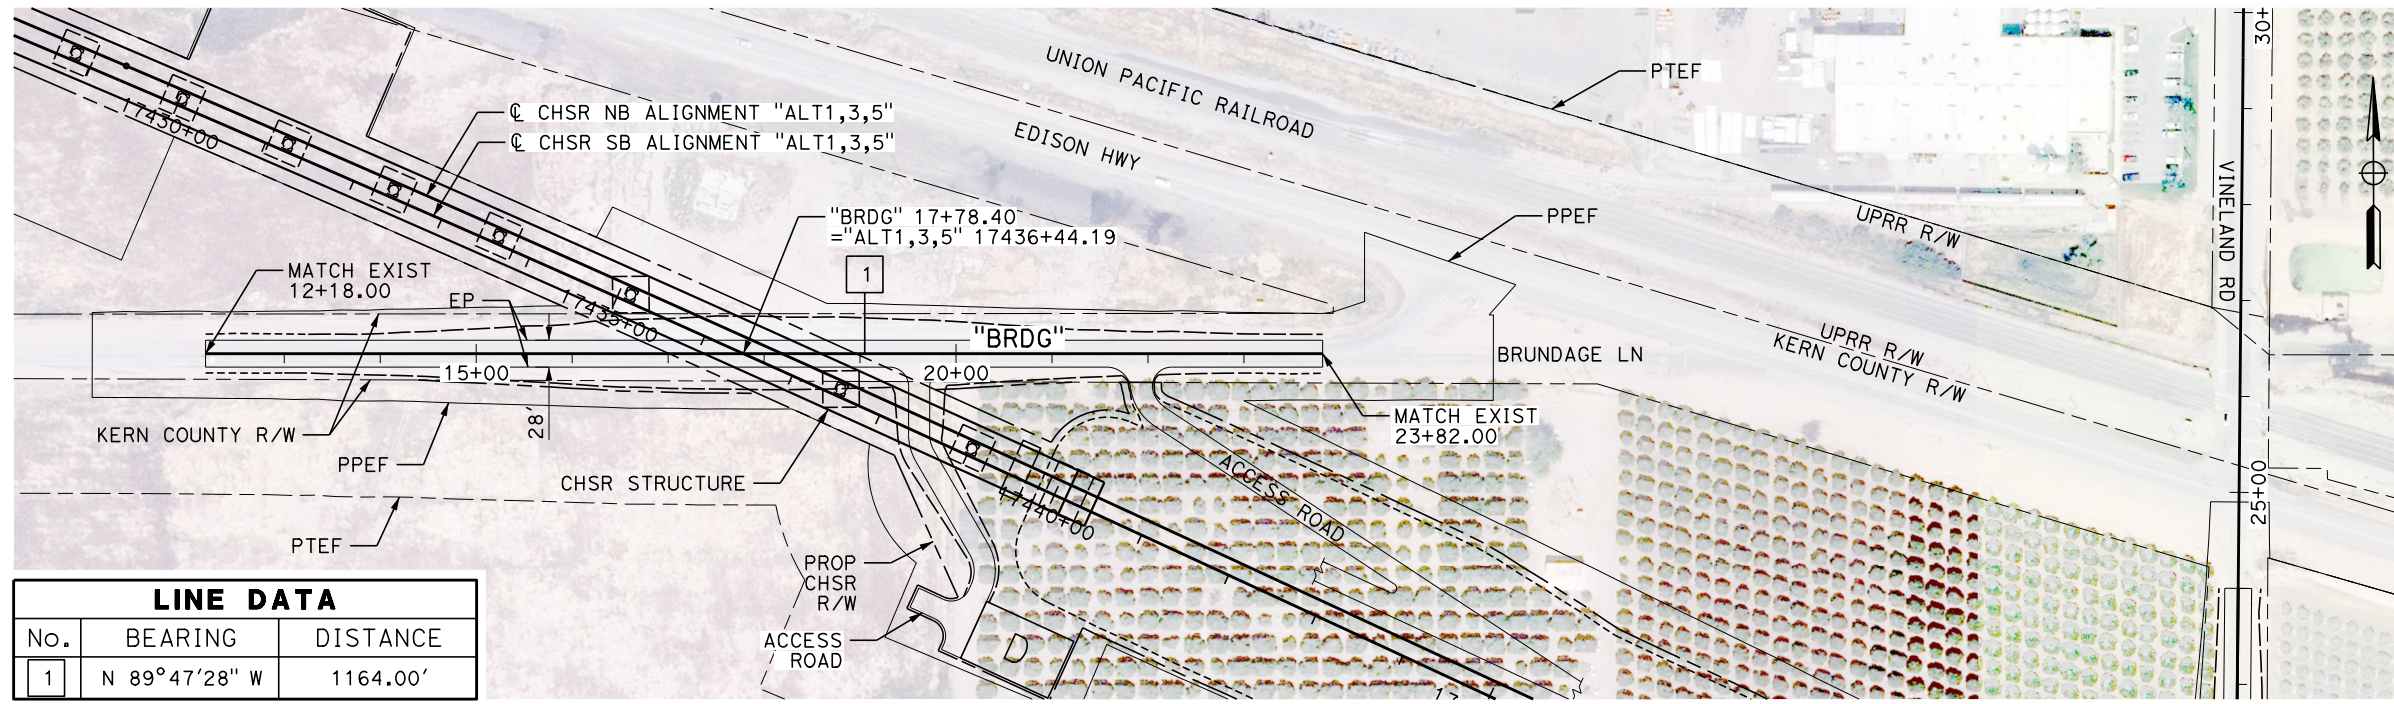 UNION PACIFIC RAILROAD
PTEF
30+
17430+00
℄ CHSR NB ALIGNMENT "ALT1,3,5"
℄ CHSR SB ALIGNMENT "ALT1,3,5"
EDISON HWY
VINELAND RD
"BRDG" 17+78.40
="ALT1,3,5" 17436+44.19
PPEF
UPRR R/W
MATCH EXIST
12+18.00
1
EP
17435+00
"BRDG"
UPRR R/W
KERN COUNTY R/W
BRUNDAGE LN
15+00
20+00
28'
KERN COUNTY R/W
MATCH EXIST
23+82.00
PPEF
CHSR STRUCTURE
ACCESS ROAD
17440+00
25+00
PTEF
PROP
CHSR
R/W
ACCESS
ROAD
D
LINE DATA
No. BEARING DISTANCE
1 N 89°47'28" W 1164.00'